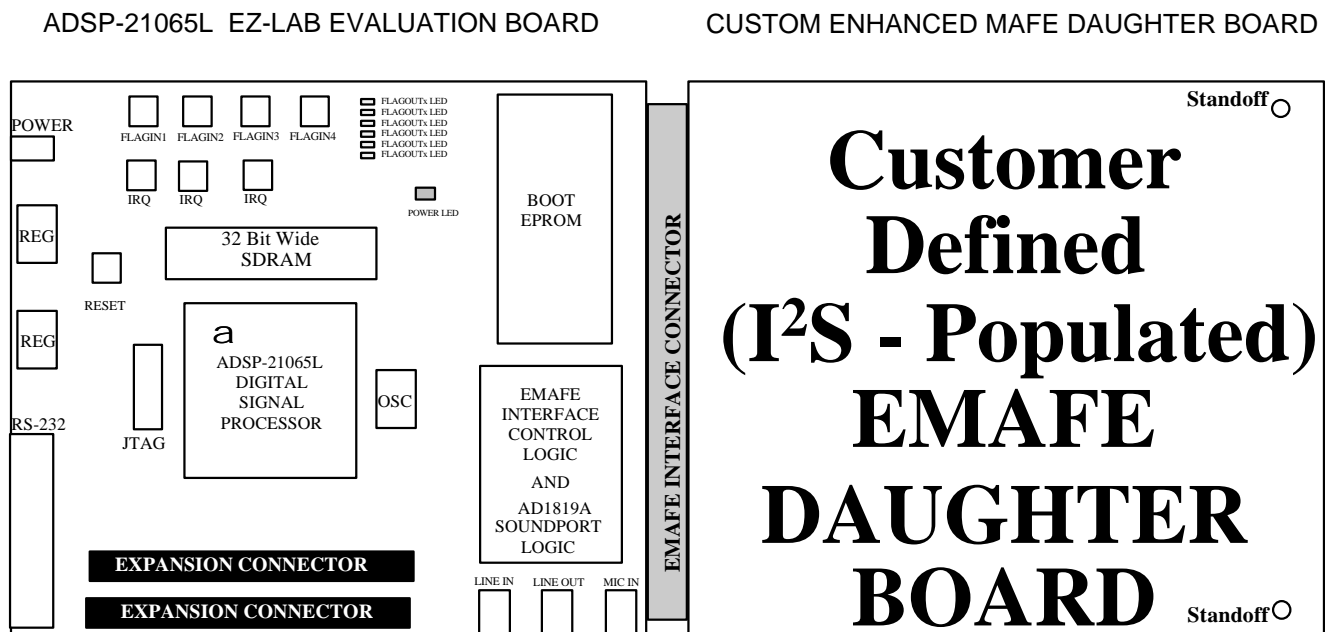 ADSP-21065L EZ-LAB EVALUATION BOARD
CUSTOM ENHANCED MAFE DAUGHTER BOARD
POWER
FLAGIN1
FLAGIN2
FLAGIN3
FLAGIN4
FLAGOUTx LED
FLAGOUTx LED
FLAGOUTx LED
FLAGOUTx LED
FLAGOUTx LED
FLAGOUTx LED
IRQ
IRQ
IRQ
POWER LED
BOOT
EPROM
REG
32 Bit Wide
SDRAM
RESET
REG
a
ADSP-21065L
DIGITAL
SIGNAL
PROCESSOR
OSC
JTAG
RS-232
EMAFE
INTERFACE
CONTROL
LOGIC
AND
AD1819A
SOUNDPORT
LOGIC
EXPANSION CONNECTOR
EXPANSION CONNECTOR
LINE IN
LINE OUT
MIC IN
EMAFE INTERFACE CONNECTOR
Standoff
Customer
Defined
(I²S - Populated)
EMAFE
DAUGHTER
BOARD
Standoff